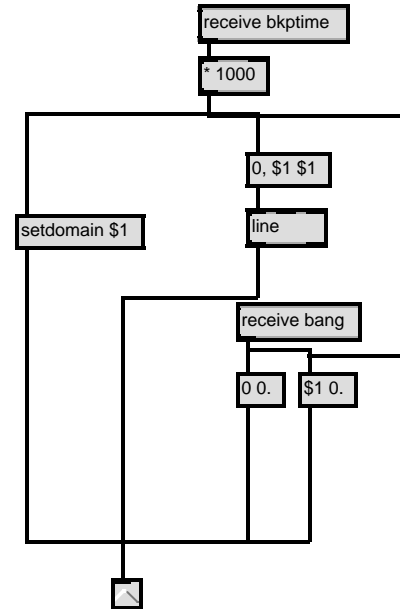 receive bkptime
* 1000
0, $1 $1
setdomain $1
line
receive bang
0 0.
$1 0.